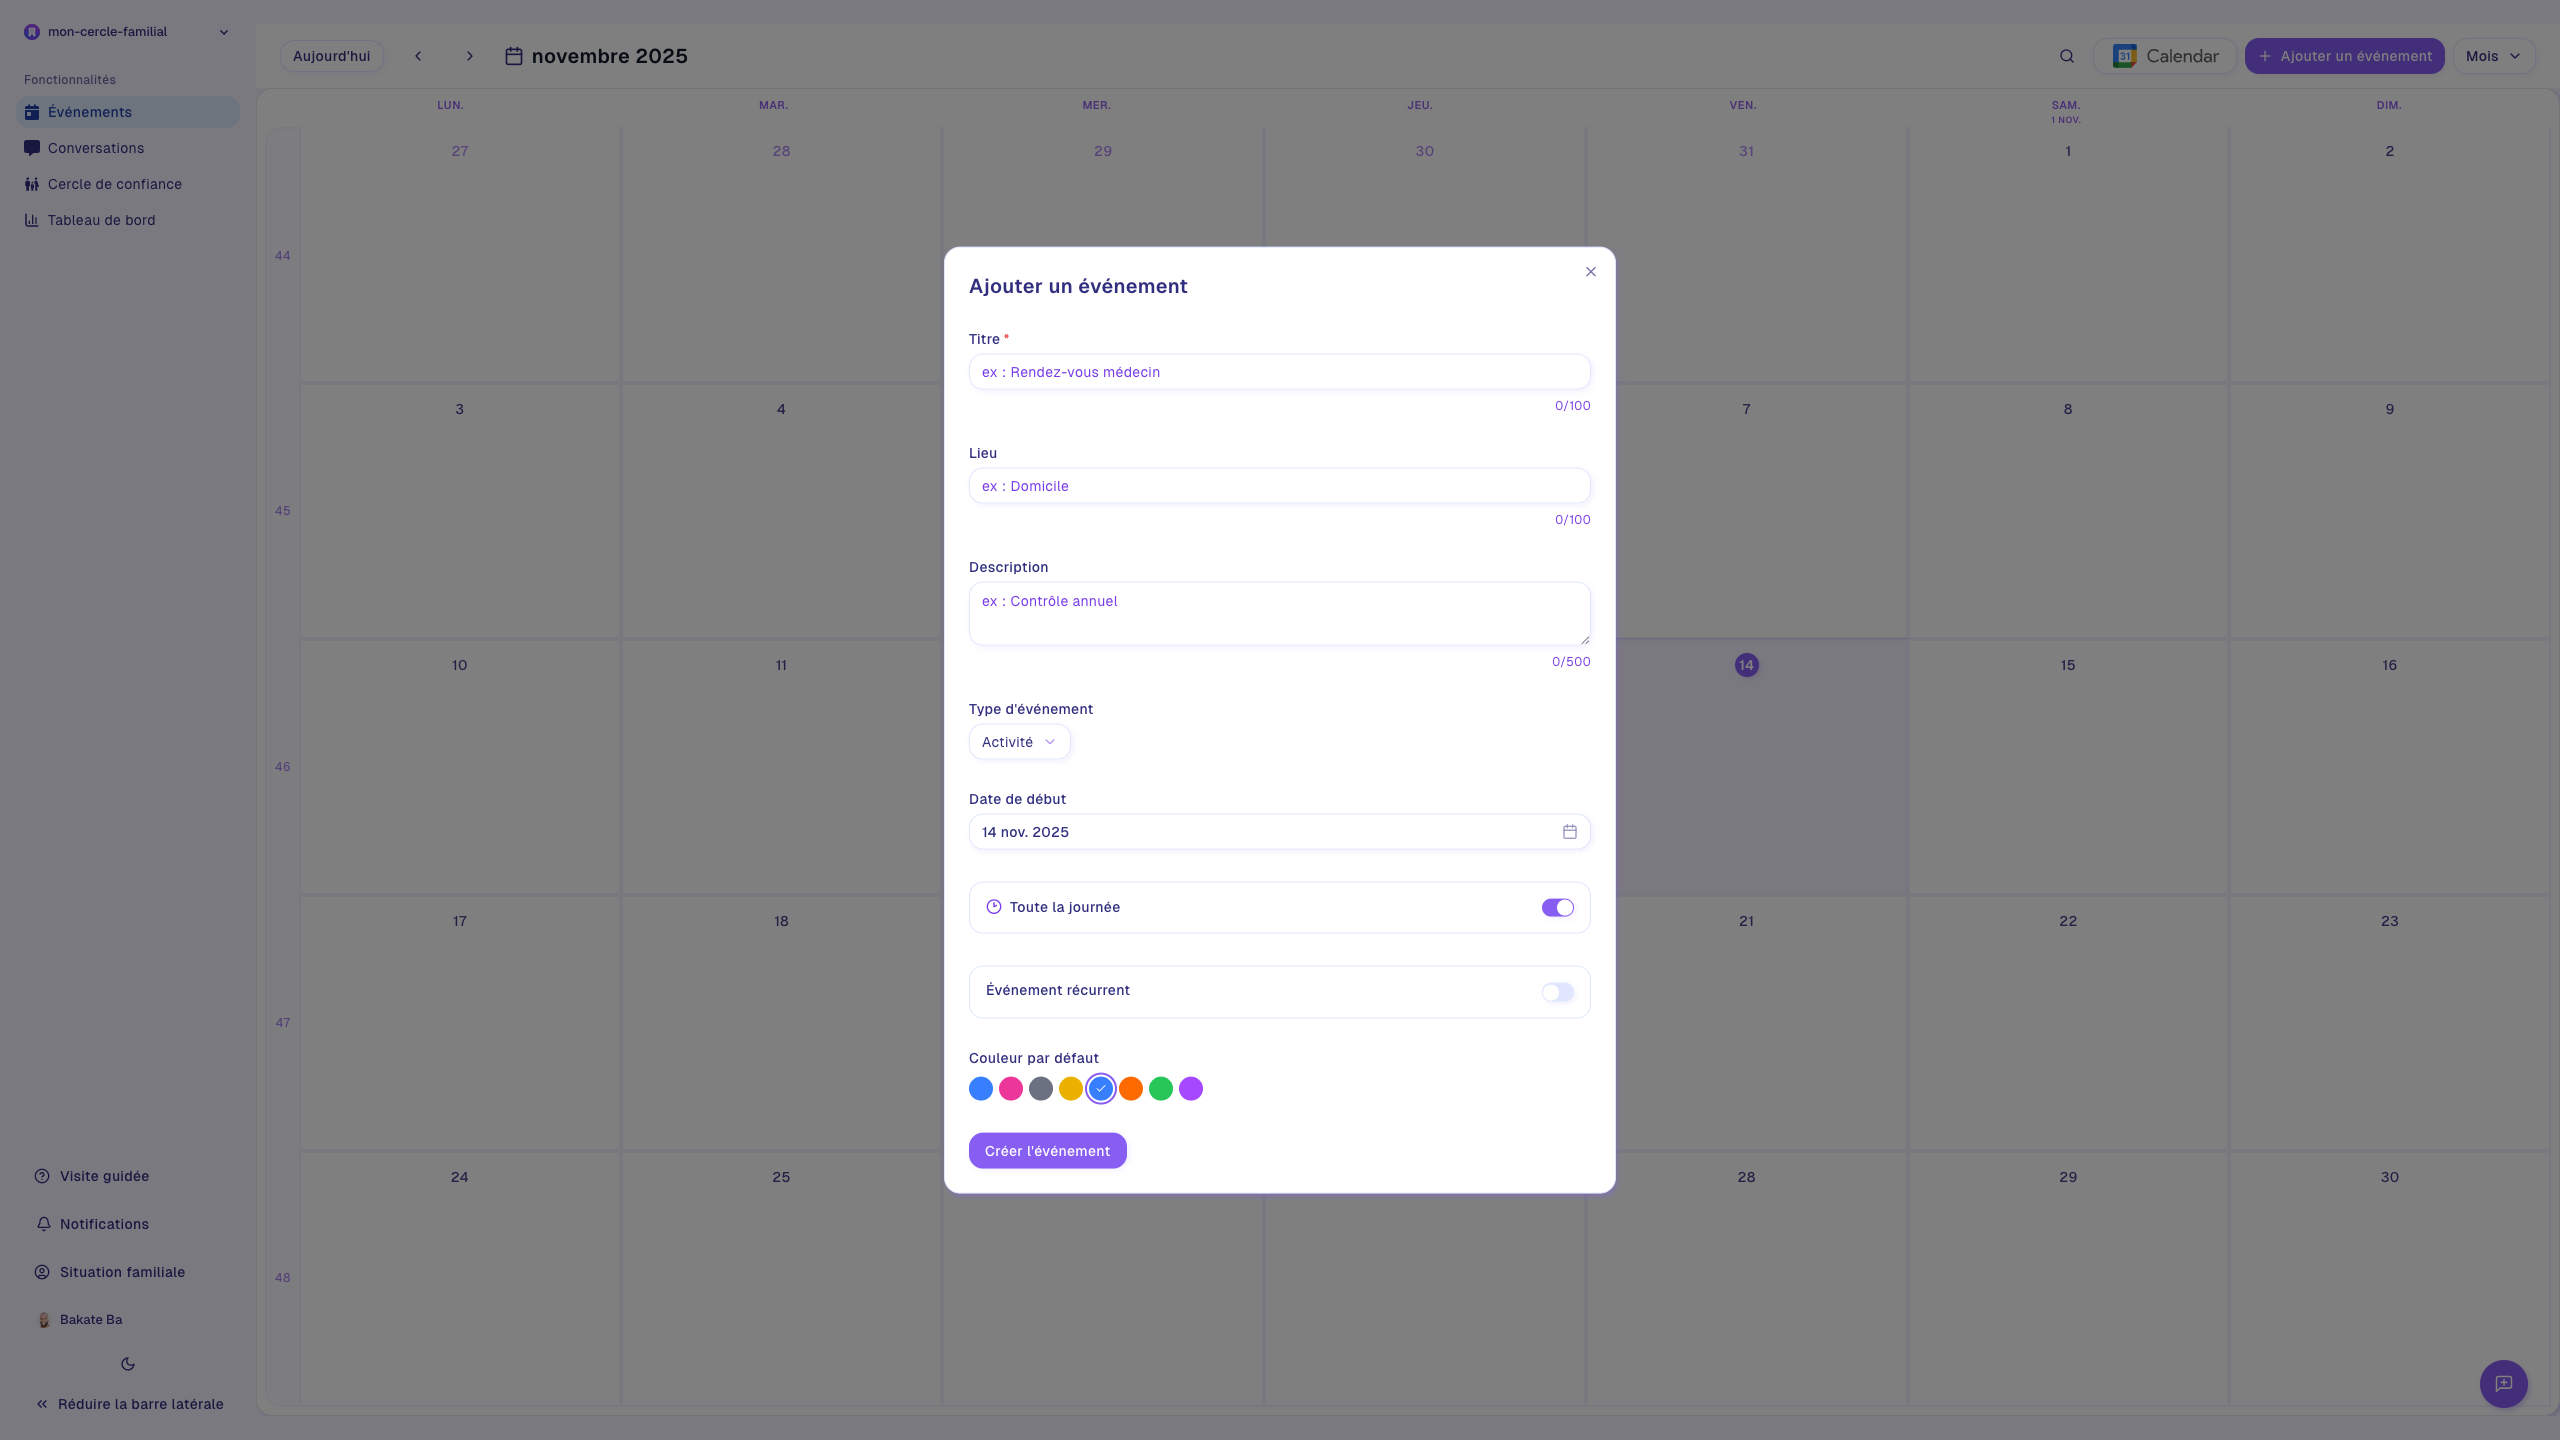 mon-cercle-familial
Fonctionnalités
Événements
Conversations
Cercle de confiance
Tableau de bord
Visite guidée
Notifications
Situation familiale
Bakate Ba
Réduire la barre latérale
Aujourd'hui
novembre 2025
31 Calendar
Ajouter un événement
Mois
LUN. MAR. MER. JEU. VEN. SAM. DIM.
1 NOV.
27 28 29 30 31 1 2
44
3 4 7 8 9
45
10 11 14 15 16
46
17 18 21 22 23
47
24 25 28 29 30
48
Ajouter un événement
Titre *
ex : Rendez-vous médecin
0/100
Lieu
ex : Domicile
0/100
Description
ex : Contrôle annuel
0/500
Type d'événement
Activité
Date de début
14 nov. 2025
Toute la journée
Événement récurrent
Couleur par défaut
Créer l'événement